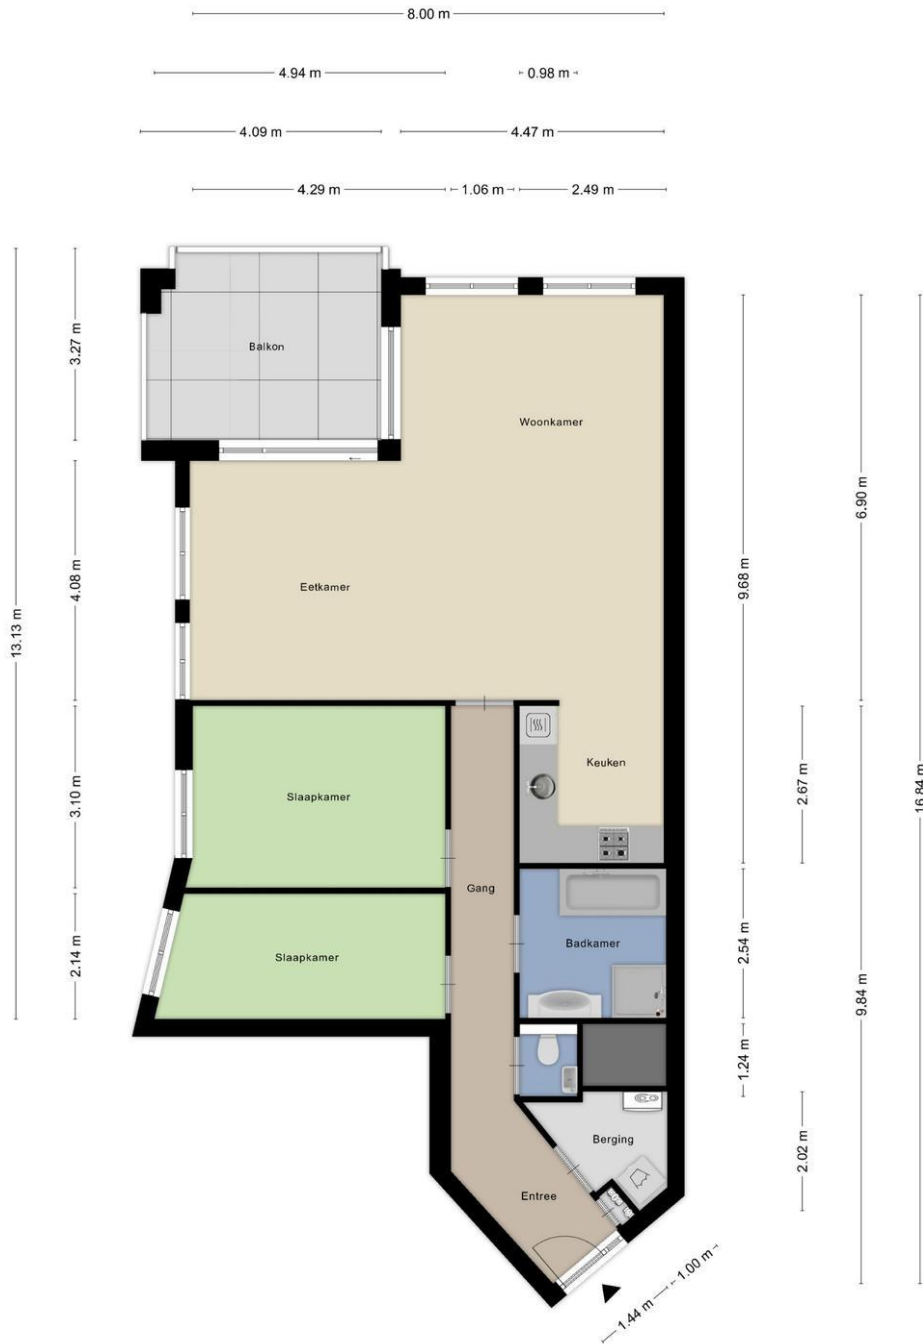 8.00 m
4.94 m
0.98 m
4.09 m
4.47 m
4.29 m
1.06 m
2.49 m
13.13 m
3.27 m
4.08 m
3.10 m
2.14 m
Balkon
Woonkamer
Eetkamer
Keuken
Slaapkamer
Gang
Slaapkamer
Badkamer
Berging
Entree
9.68 m
2.54 m
1.24 m
2.67 m
2.02 m
6.90 m
9.84 m
16.84 m
1.44 m
1.00 m